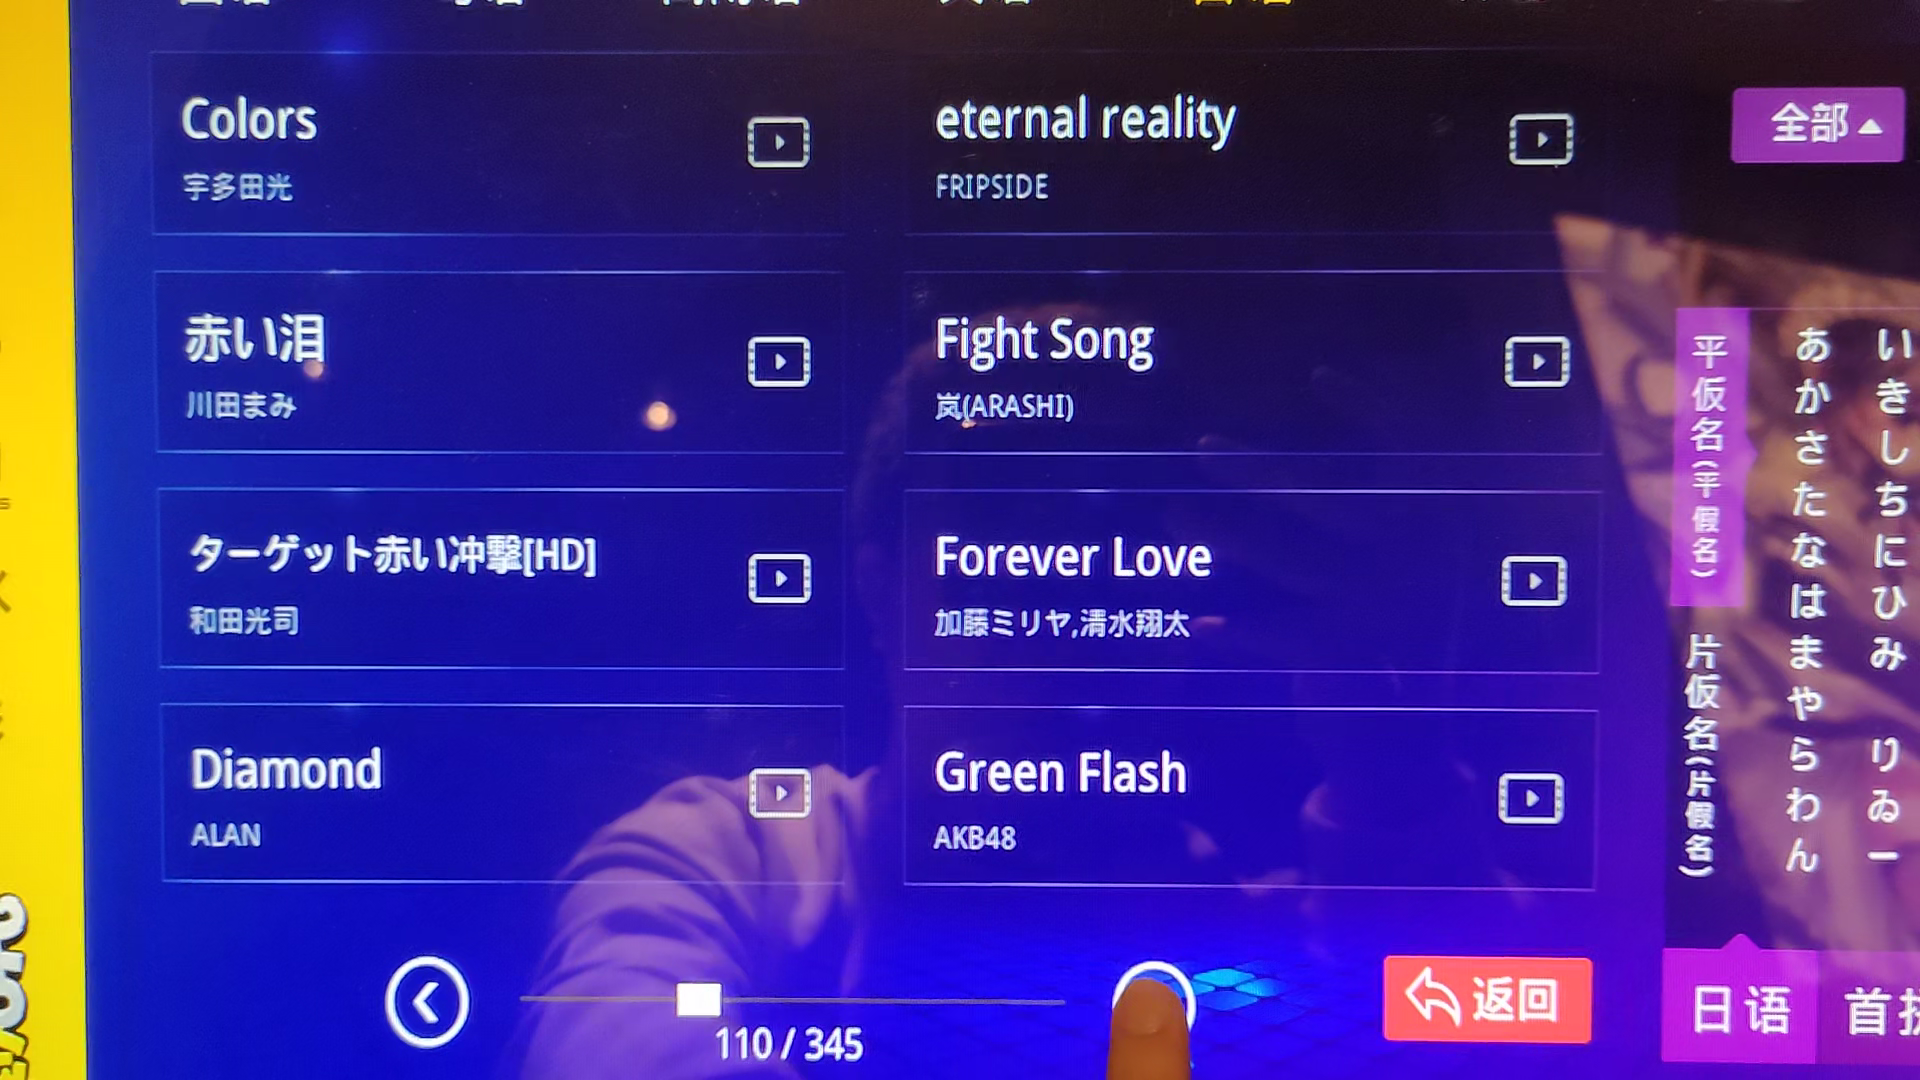 Colors
宇多田光
eternal reality
FRIPSIDE
全部
赤い泪
川田まみ
Fight Song
嵐(ARASHI)
ターゲット赤い冲撃[HD]
和田光司
Forever Love
加藤ミリヤ,清水翔太
Diamond
ALAN
Green Flash
AKB48
平仮名(平假名)
片仮名(片假名)
あかさたなはまやらわん
いきしちにひみ りゐー
110 / 345
返回
日语
首